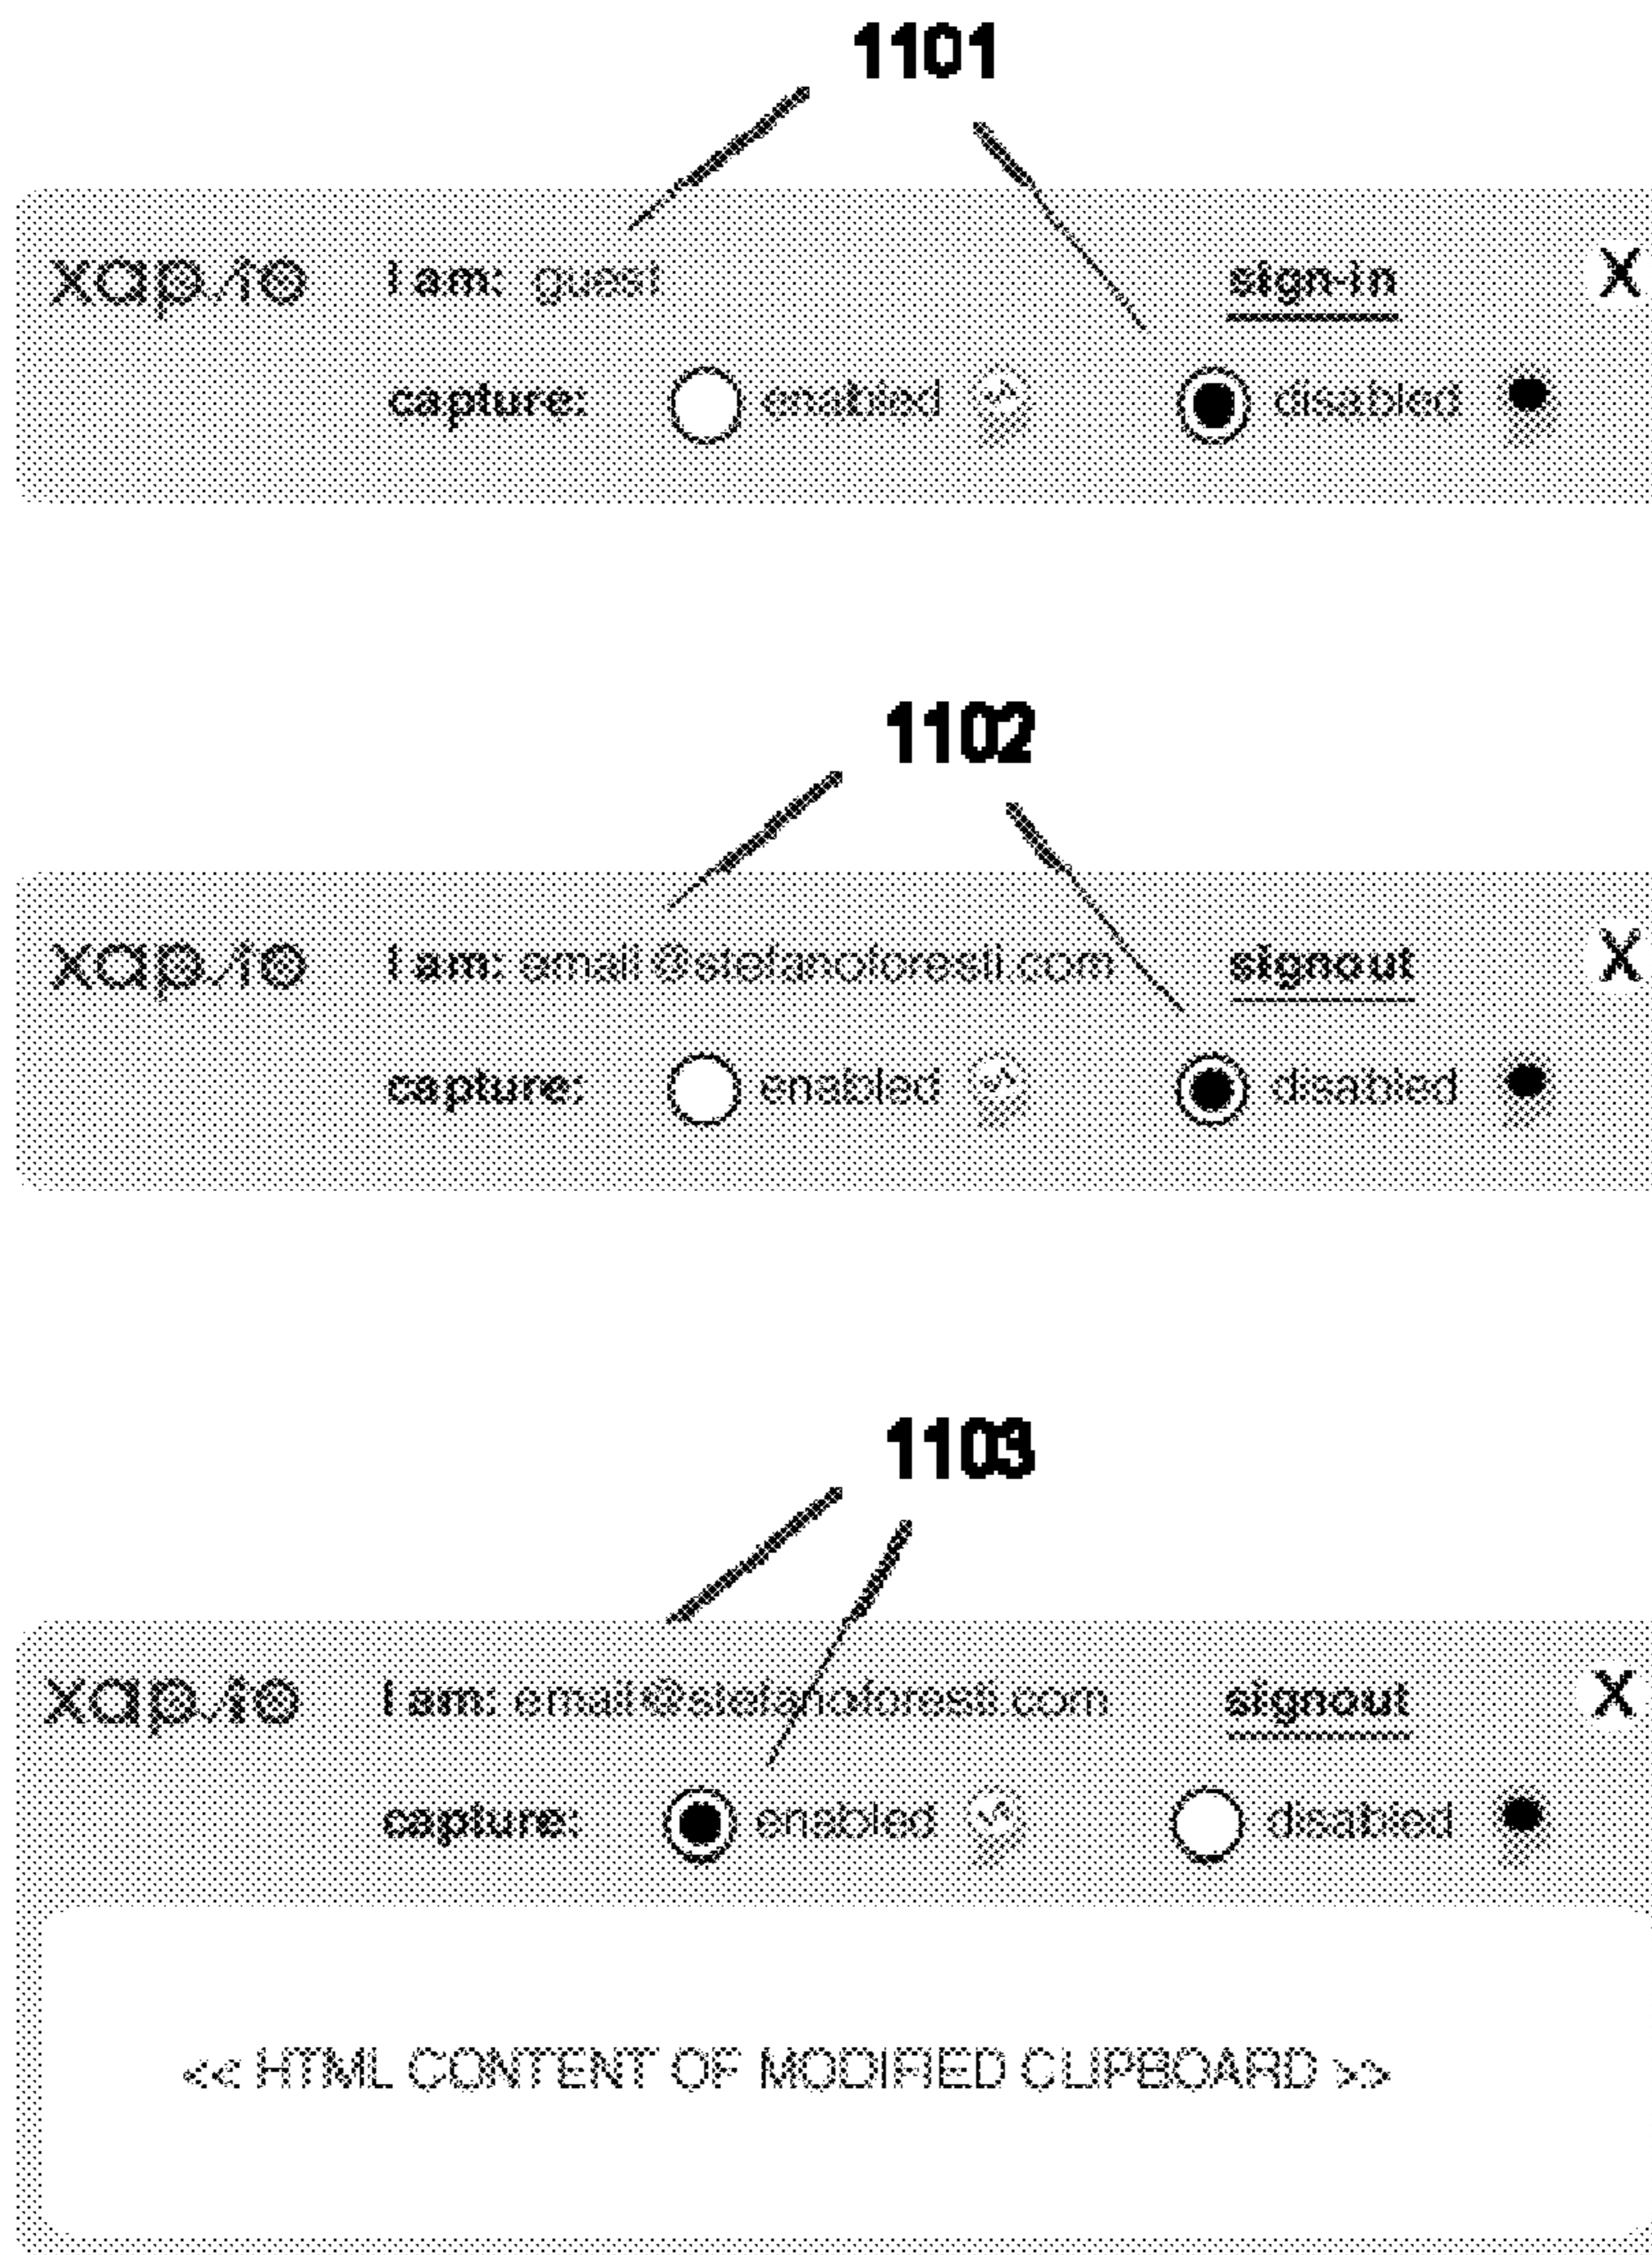 1101
xap.io I am: guest sign-in X
capture: enabled disabled
1102
xap.io I am: email@stefanoforesti.com signout X
capture: enabled disabled
1103
xap.io I am: email@stefanoforesti.com signout X
capture: enabled disabled
<< HTML CONTENT OF MODIFIED CLIPBOARD >>